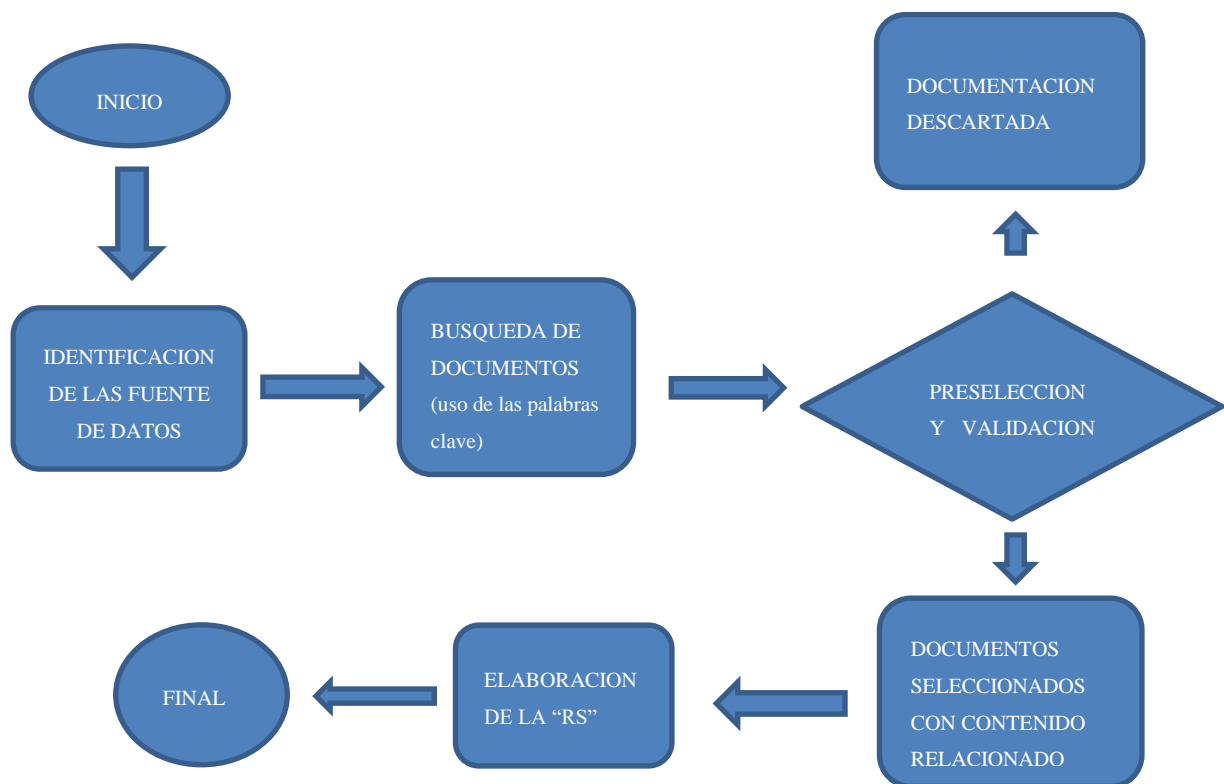 INICIO
IDENTIFICACION
DE LAS FUENTE
DE DATOS
BUSQUEDA DE
DOCUMENTOS
(uso de las palabras
clave)
PRESELECCION
Y VALIDACION
DOCUMENTACION
DESCARTADA
DOCUMENTOS
SELECCIONADOS
CON CONTENIDO
RELACIONADO
ELABORACION
DE LA “RS”
FINAL